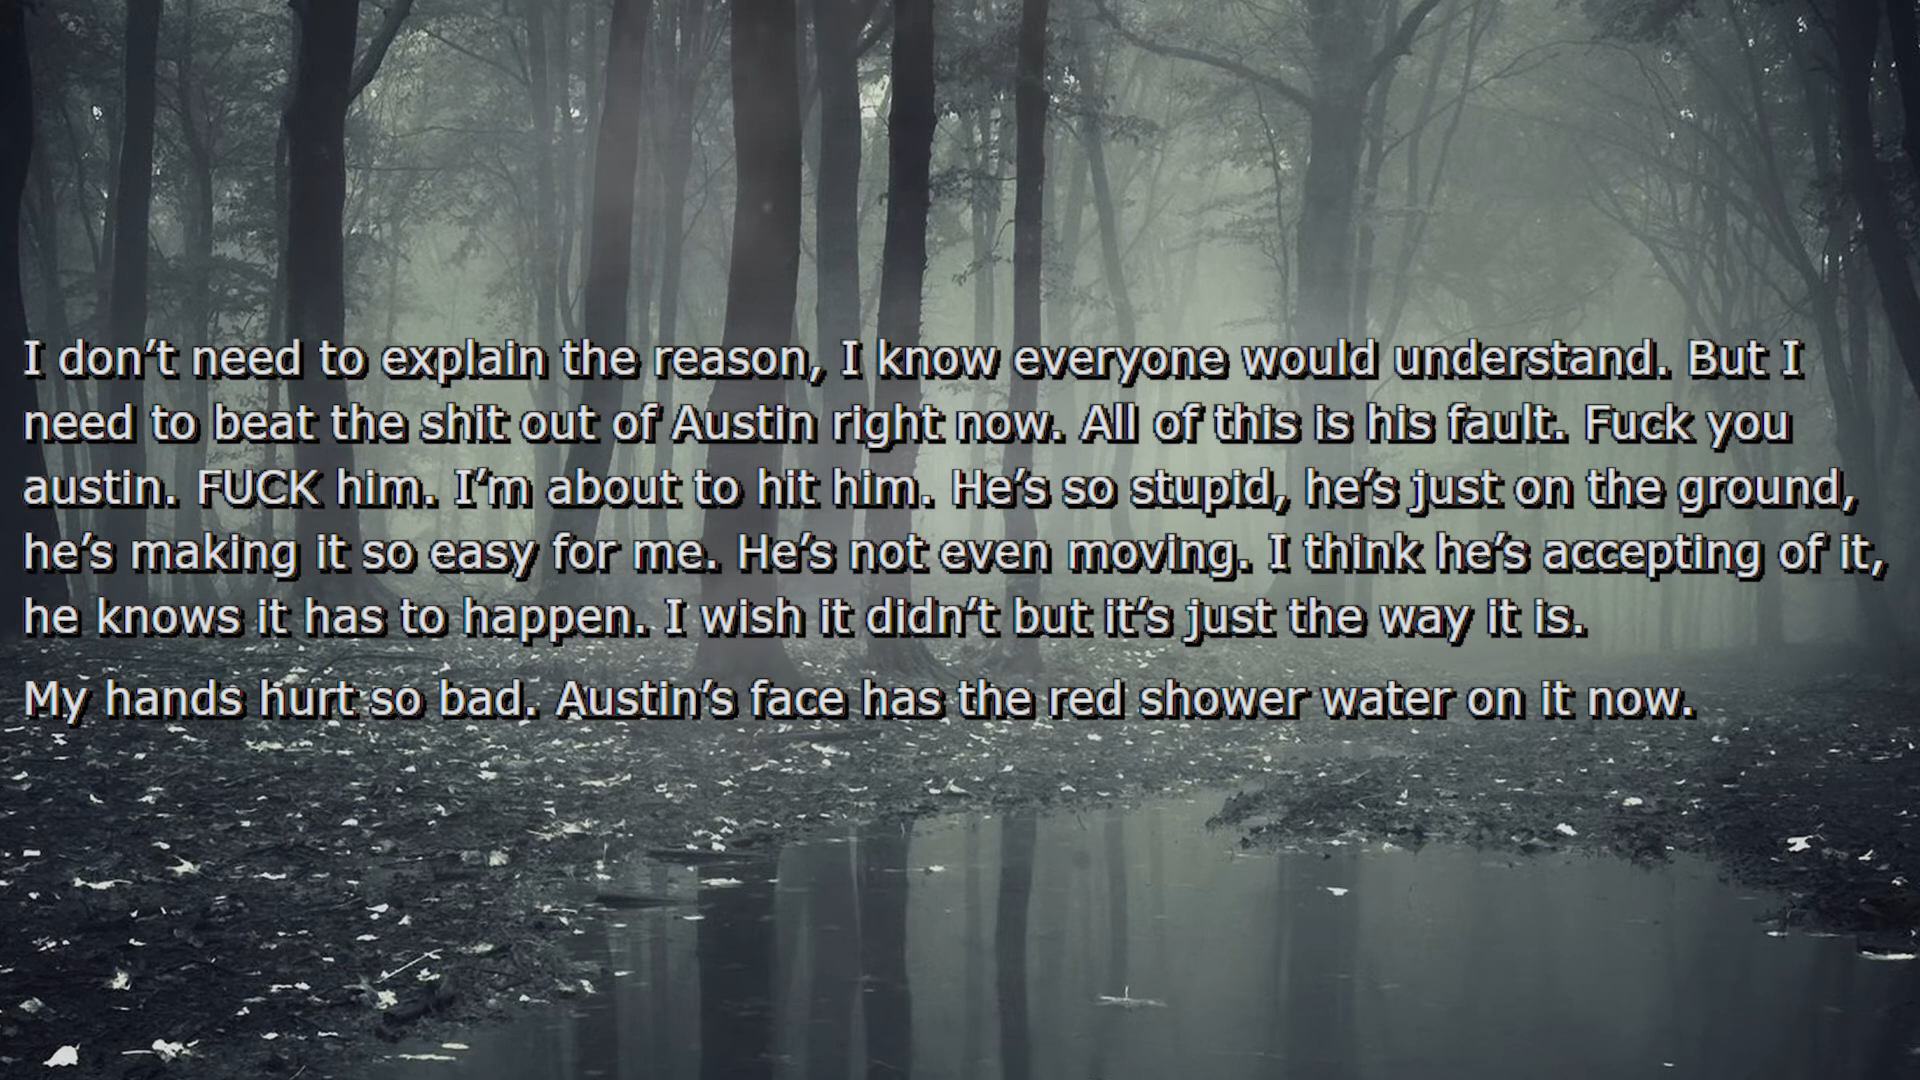 I don’t need to explain the reason, I know everyone would understand. But I
need to beat the shit out of Austin right now. All of this is his fault. Fuck you
austin. FUCK him. I’m about to hit him. He’s so stupid, he’s just on the ground,
he’s making it so easy for me. He’s not even moving. I think he’s accepting of it,
he knows it has to happen. I wish it didn’t but it’s just the way it is.
My hands hurt so bad. Austin’s face has the red shower water on it now.